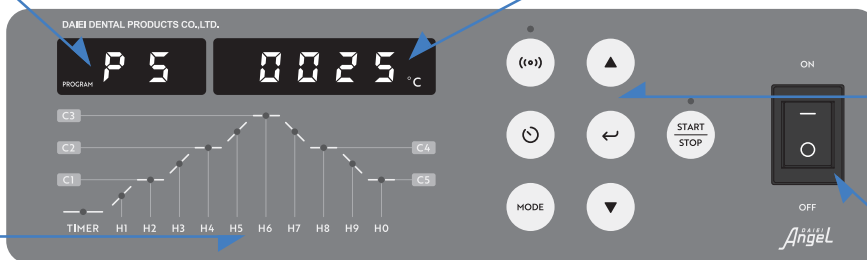 DAIEI DENTAL PRODUCTS CO.,LTD.
PROGRAM P 5
0025 °C
C3
C2
C4
C1
C5
TIMER H1 H2 H3 H4 H5 H6 H7 H8 H9 H0
((o))
START
STOP
MODE
ON
OFF
DAIEI
Angel